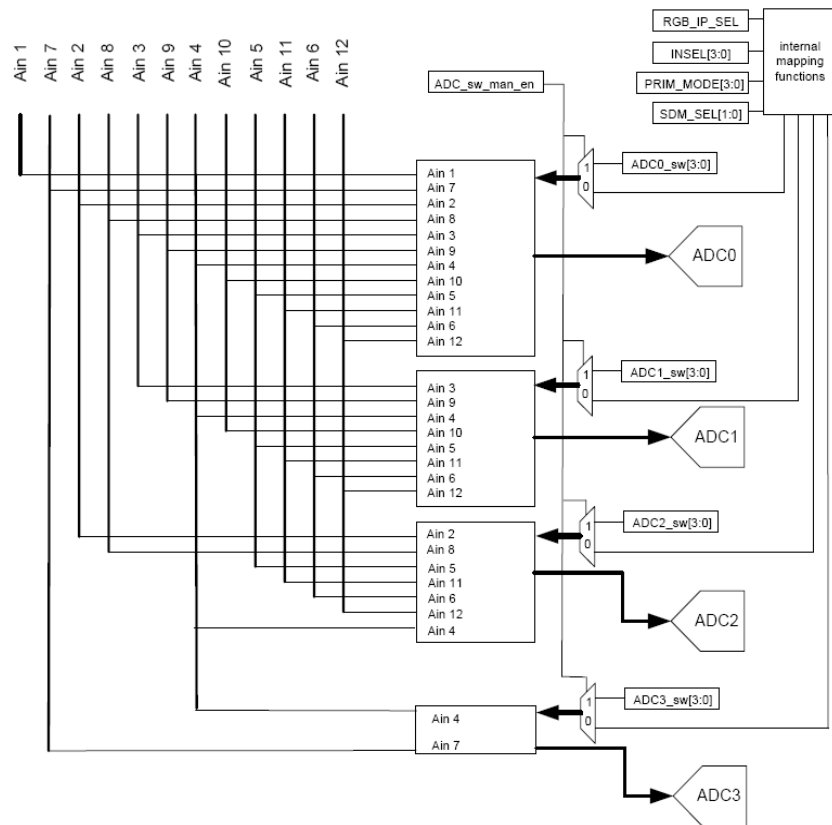 Ain 1
Ain 7
Ain 2
Ain 8
Ain 3
Ain 9
Ain 4
Ain 10
Ain 5
Ain 11
Ain 6
Ain 12
RGB_IP_SEL
INSEL[3:0]
PRIM_MODE[3:0]
SDM_SEL[1:0]
internal
mapping
functions
ADC_sw_man_en
Ain 1
Ain 7
Ain 2
Ain 8
Ain 3
Ain 9
Ain 4
Ain 10
Ain 5
Ain 11
Ain 6
Ain 12
1
0
ADC0_sw[3:0]
ADC0
Ain 3
Ain 9
Ain 4
Ain 10
Ain 5
Ain 11
Ain 6
Ain 12
1
0
ADC1_sw[3:0]
ADC1
Ain 2
Ain 8
Ain 5
Ain 11
Ain 6
Ain 12
Ain 4
1
0
ADC2_sw[3:0]
ADC2
Ain 4
Ain 7
1
0
ADC3_sw[3:0]
ADC3